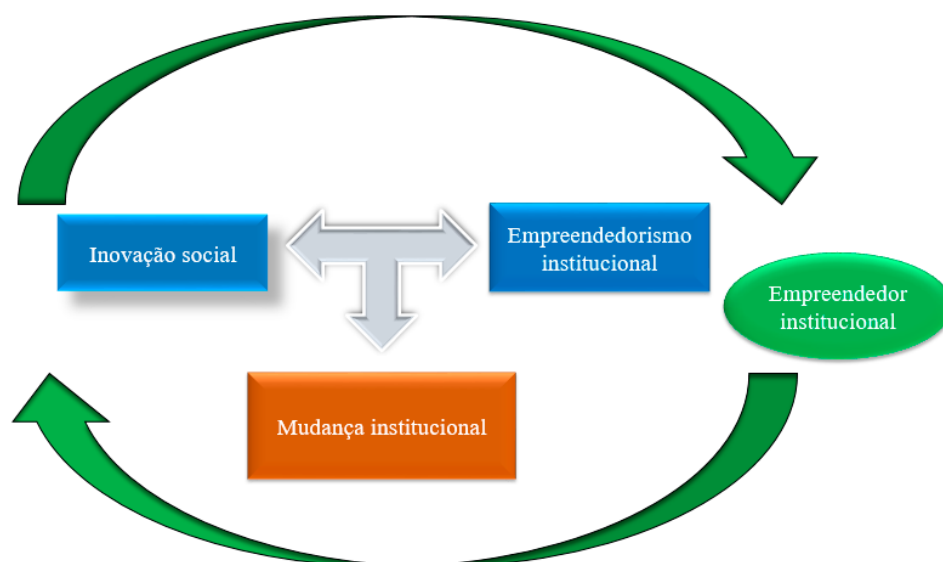 Inovação social
Empreendedorismo
institucional
Empreendedor
institucional
Mudança institucional